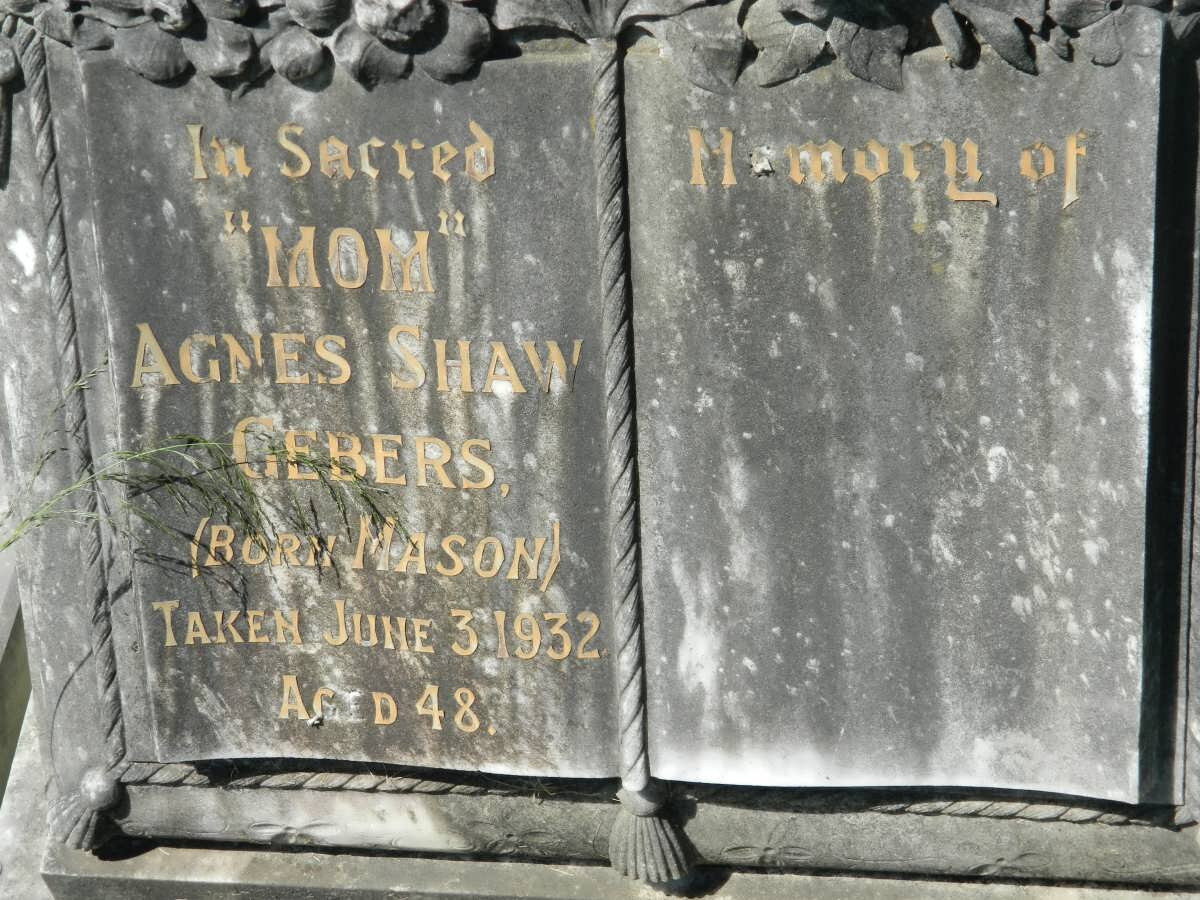 In Sacred Memory of
"MOM"
AGNES SHAW
GEBERS,
(BORN MASON)
TAKEN JUNE 3 1932.
AGED 48.